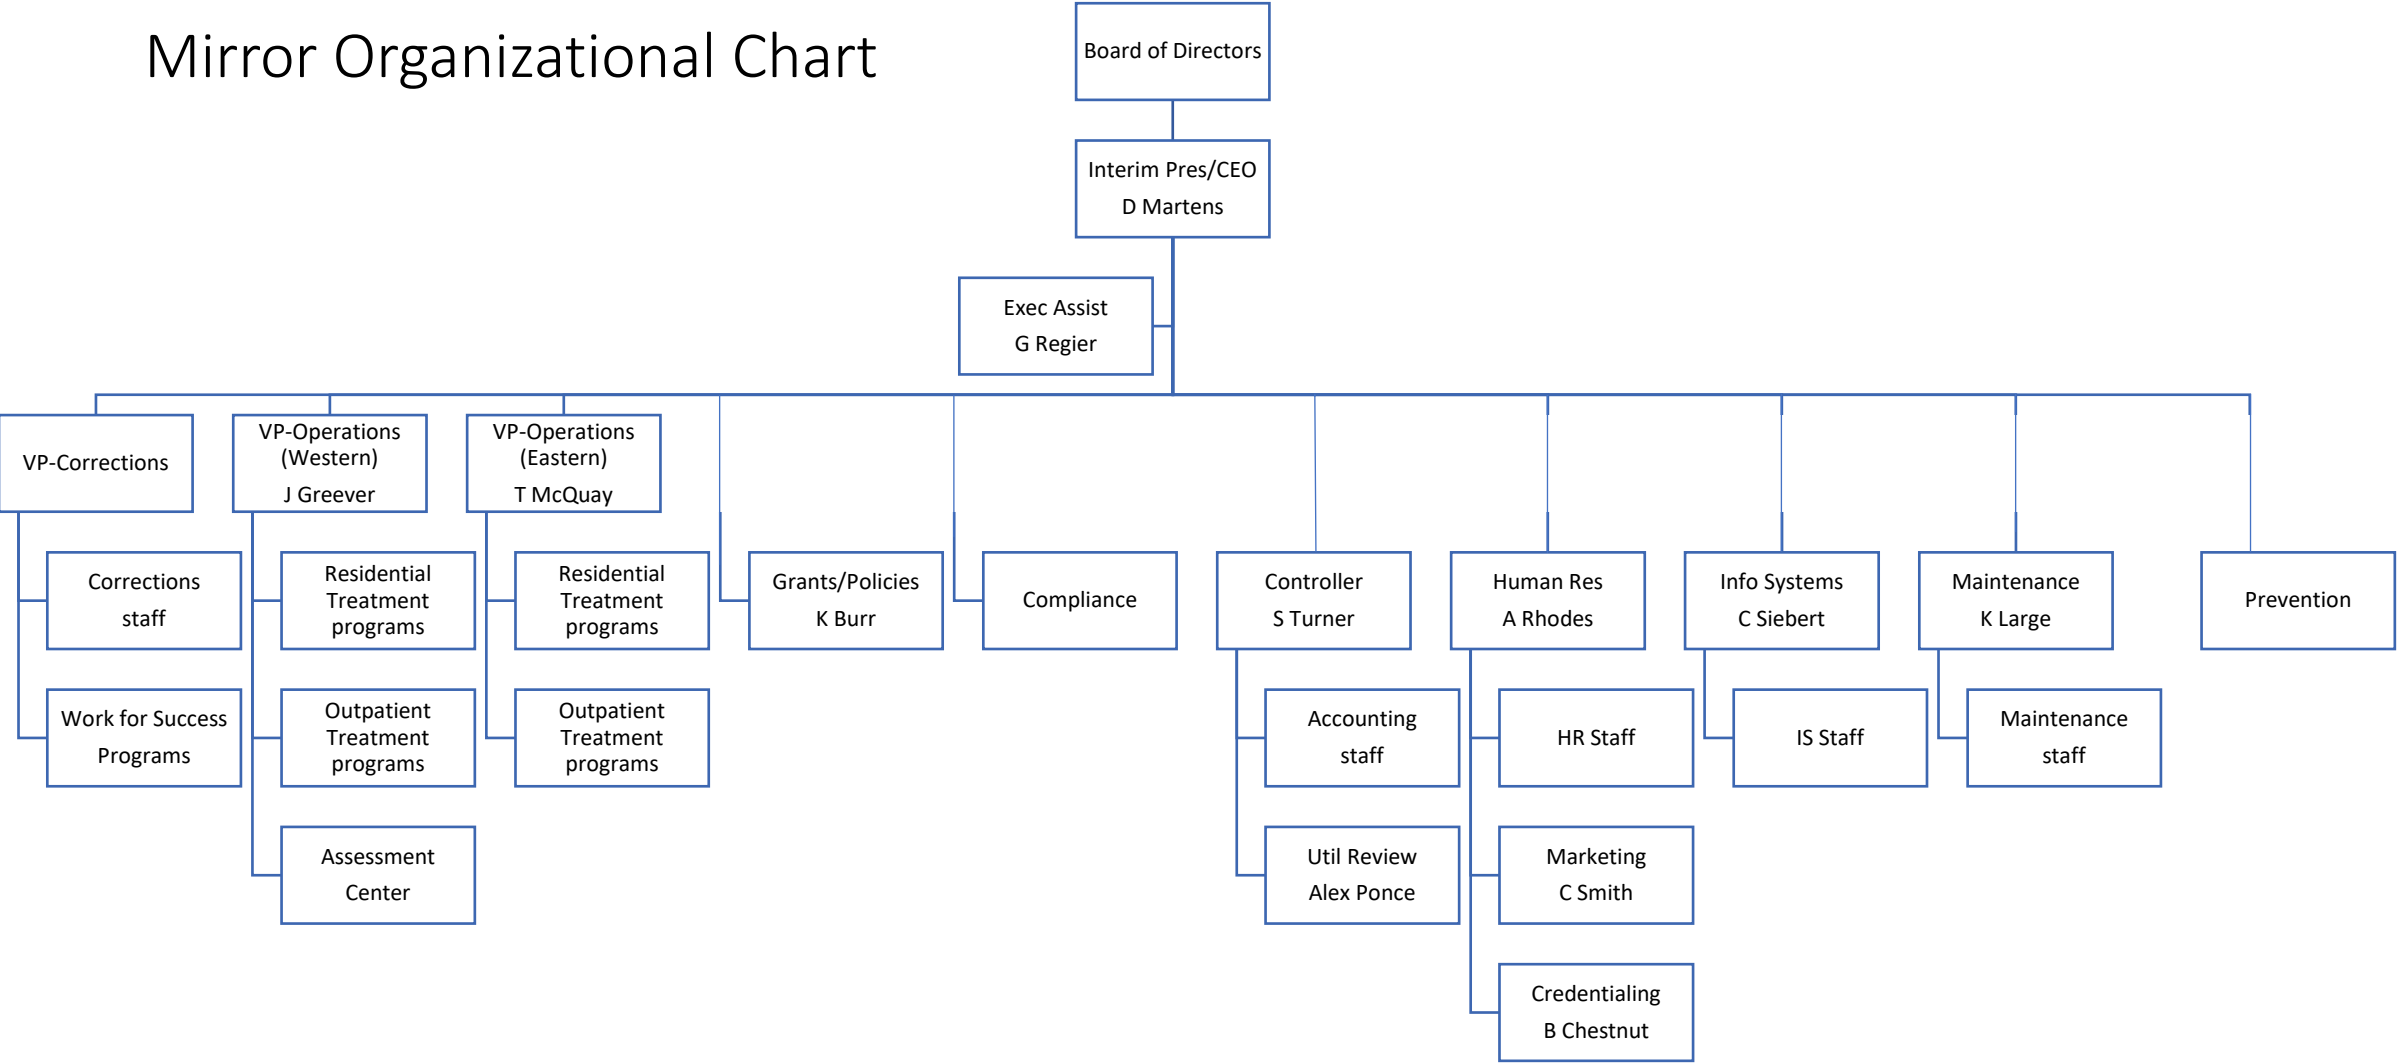 Mirror Organizational Chart
Board of Directors
Interim Pres/CEO
D Martens
Exec Assist
G Regier
VP-Corrections
VP-Operations
(Western)
J Greever
VP-Operations
(Eastern)
T McQuay
Corrections
staff
Residential
Treatment
programs
Residential
Treatment
programs
Grants/Policies
K Burr
Compliance
Controller
S Turner
Human Res
A Rhodes
Info Systems
C Siebert
Maintenance
K Large
Prevention
Work for Success
Programs
Outpatient
Treatment
programs
Outpatient
Treatment
programs
Accounting
staff
HR Staff
IS Staff
Maintenance
staff
Assessment
Center
Util Review
Alex Ponce
Marketing
C Smith
Credentialing
B Chestnut